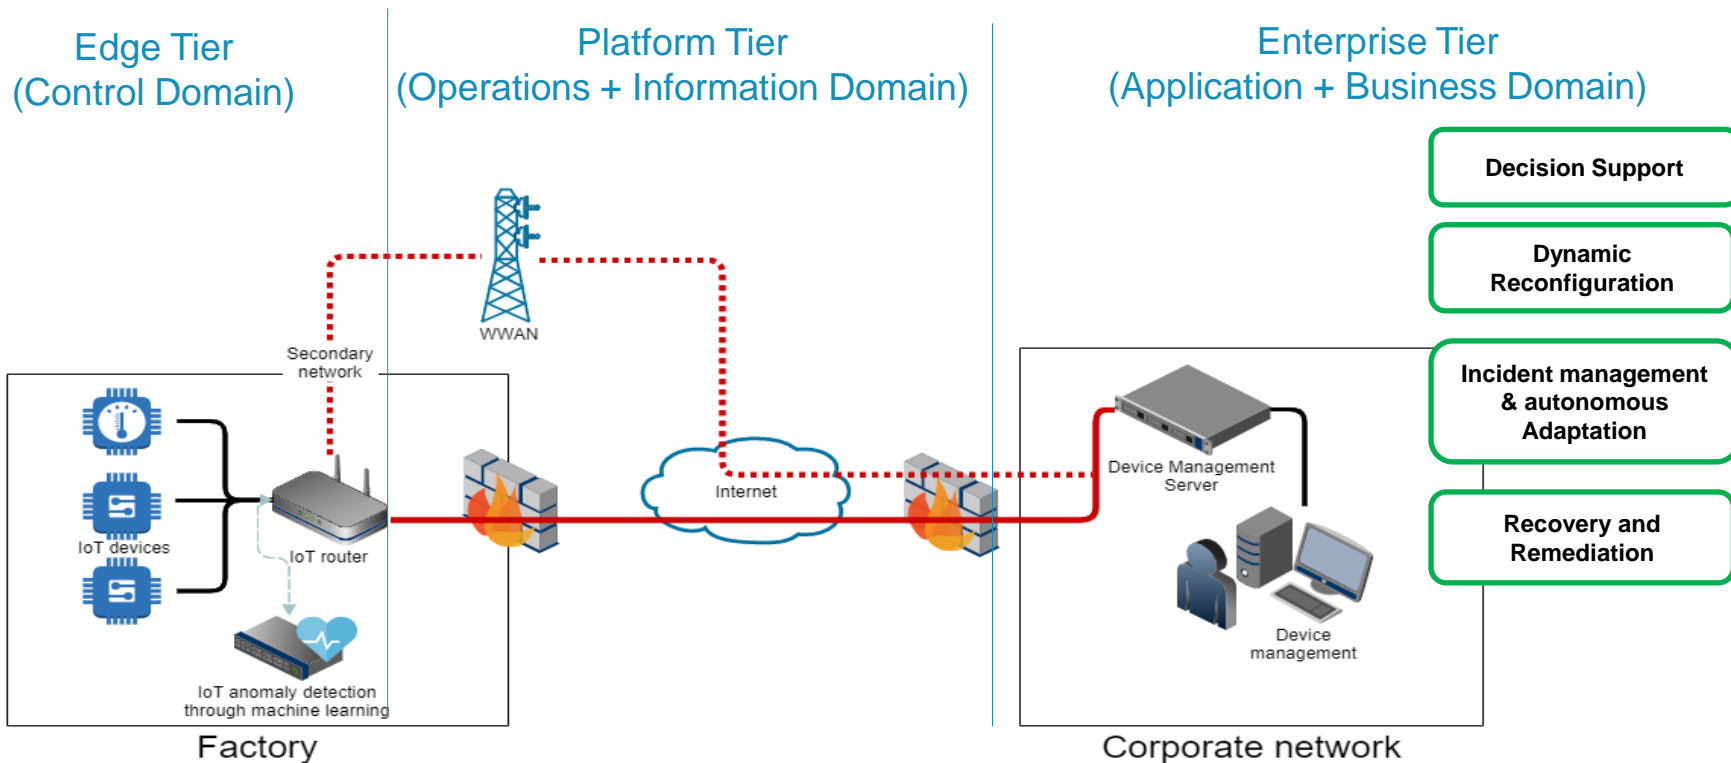 Edge Tier
(Control Domain)
Platform Tier
(Operations + Information Domain)
Enterprise Tier
(Application + Business Domain)
Decision Support
Dynamic
Reconfiguration
Incident management
& autonomous
Adaptation
Recovery and
Remediation
WWAN
Secondary
network
IoT devices
IoT router
IoT anomaly detection
through machine learning
Factory
Internet
Device Management
Server
Device
management
Corporate network